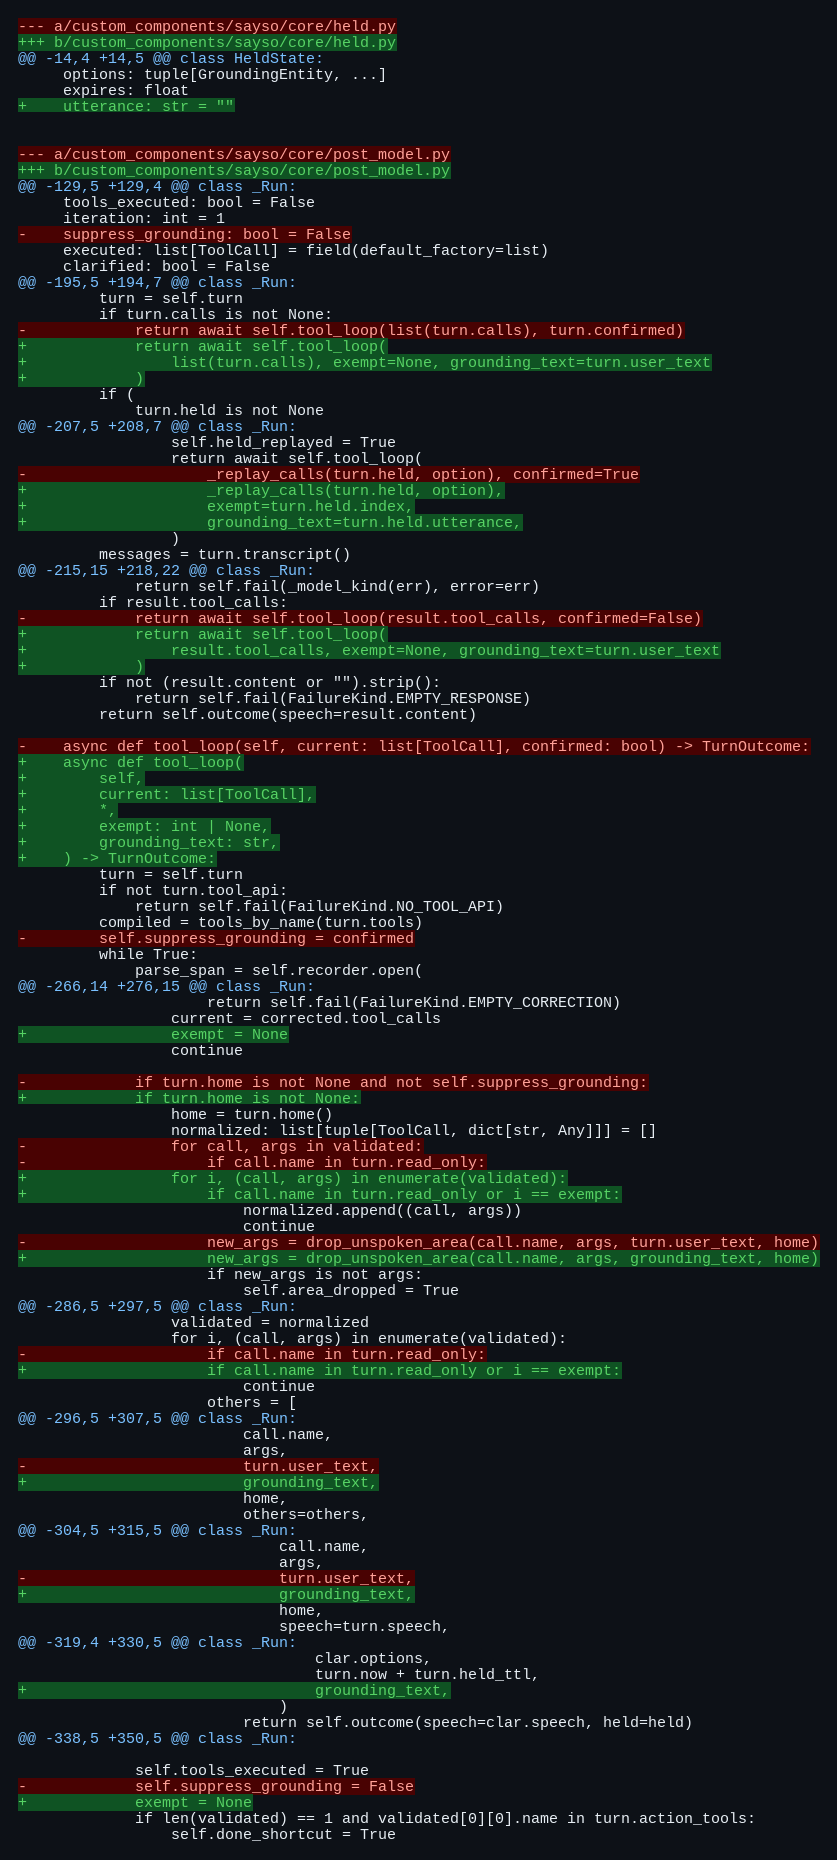 --- a/custom_components/sayso/core/held.py
+++ b/custom_components/sayso/core/held.py
@@ -14,4 +14,5 @@ class HeldState:
     options: tuple[GroundingEntity, ...]
     expires: float
+    utterance: str = ""

--- a/custom_components/sayso/core/post_model.py
+++ b/custom_components/sayso/core/post_model.py
@@ -129,5 +129,4 @@ class _Run:
     tools_executed: bool = False
     iteration: int = 1
-    suppress_grounding: bool = False
     executed: list[ToolCall] = field(default_factory=list)
     clarified: bool = False
@@ -195,5 +194,7 @@ class _Run:
         turn = self.turn
         if turn.calls is not None:
-            return await self.tool_loop(list(turn.calls), turn.confirmed)
+            return await self.tool_loop(
+                list(turn.calls), exempt=None, grounding_text=turn.user_text
+            )
         if (
             turn.held is not None
@@ -207,5 +208,7 @@ class _Run:
                 self.held_replayed = True
                 return await self.tool_loop(
-                    _replay_calls(turn.held, option), confirmed=True
+                    _replay_calls(turn.held, option),
+                    exempt=turn.held.index,
+                    grounding_text=turn.held.utterance,
                 )
         messages = turn.transcript()
@@ -215,15 +218,22 @@ class _Run:
             return self.fail(_model_kind(err), error=err)
         if result.tool_calls:
-            return await self.tool_loop(result.tool_calls, confirmed=False)
+            return await self.tool_loop(
+                result.tool_calls, exempt=None, grounding_text=turn.user_text
+            )
         if not (result.content or "").strip():
             return self.fail(FailureKind.EMPTY_RESPONSE)
         return self.outcome(speech=result.content)

-    async def tool_loop(self, current: list[ToolCall], confirmed: bool) -> TurnOutcome:
+    async def tool_loop(
+        self,
+        current: list[ToolCall],
+        *,
+        exempt: int | None,
+        grounding_text: str,
+    ) -> TurnOutcome:
         turn = self.turn
         if not turn.tool_api:
             return self.fail(FailureKind.NO_TOOL_API)
         compiled = tools_by_name(turn.tools)
-        self.suppress_grounding = confirmed
         while True:
             parse_span = self.recorder.open(
@@ -266,14 +276,15 @@ class _Run:
                     return self.fail(FailureKind.EMPTY_CORRECTION)
                 current = corrected.tool_calls
+                exempt = None
                 continue

-            if turn.home is not None and not self.suppress_grounding:
+            if turn.home is not None:
                 home = turn.home()
                 normalized: list[tuple[ToolCall, dict[str, Any]]] = []
-                for call, args in validated:
-                    if call.name in turn.read_only:
+                for i, (call, args) in enumerate(validated):
+                    if call.name in turn.read_only or i == exempt:
                         normalized.append((call, args))
                         continue
-                    new_args = drop_unspoken_area(call.name, args, turn.user_text, home)
+                    new_args = drop_unspoken_area(call.name, args, grounding_text, home)
                     if new_args is not args:
                         self.area_dropped = True
@@ -286,5 +297,5 @@ class _Run:
                 validated = normalized
                 for i, (call, args) in enumerate(validated):
-                    if call.name in turn.read_only:
+                    if call.name in turn.read_only or i == exempt:
                         continue
                     others = [
@@ -296,5 +307,5 @@ class _Run:
                         call.name,
                         args,
-                        turn.user_text,
+                        grounding_text,
                         home,
                         others=others,
@@ -304,5 +315,5 @@ class _Run:
                             call.name,
                             args,
-                            turn.user_text,
+                            grounding_text,
                             home,
                             speech=turn.speech,
@@ -319,4 +330,5 @@ class _Run:
                                 clar.options,
                                 turn.now + turn.held_ttl,
+                                grounding_text,
                             )
                         return self.outcome(speech=clar.speech, held=held)
@@ -338,5 +350,5 @@ class _Run:

             self.tools_executed = True
-            self.suppress_grounding = False
+            exempt = None
             if len(validated) == 1 and validated[0][0].name in turn.action_tools:
                 self.done_shortcut = True